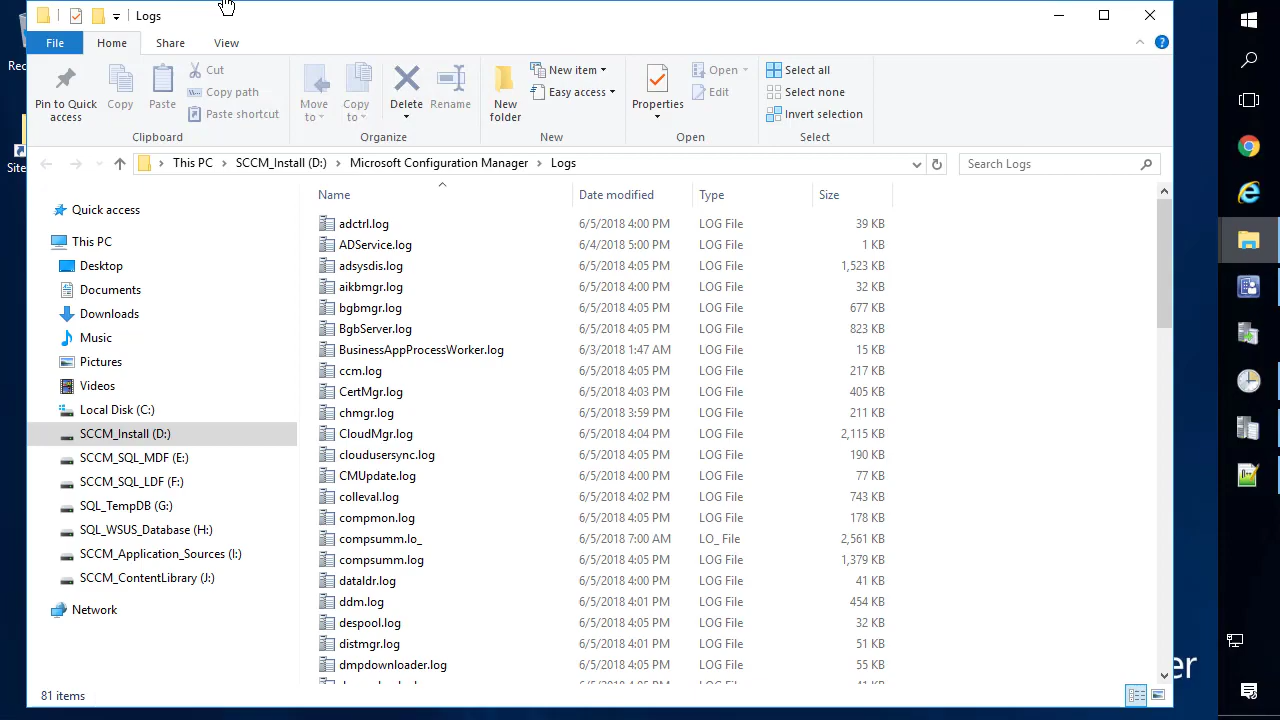 Logs
File Home Share View
Pin to Quick access
Copy
Paste
Cut
Copy path
Paste shortcut
Clipboard
Move to
Copy to
Delete
Rename
Organize
New folder
New item
Easy access
New
Properties
Open
Edit
Open
Select all
Select none
Invert selection
Select
This PC SCCM_Install (D:) Microsoft Configuration Manager Logs
Search Logs
Quick access
This PC
Desktop
Documents
Downloads
Music
Pictures
Videos
Local Disk (C:)
SCCM_Install (D:)
SCCM_SQL_MDF (E:)
SCCM_SQL_LDF (F:)
SQL_TempDB (G:)
SQL_WSUS_Database (H:)
SCCM_Application_Sources (I:)
SCCM_ContentLibrary (J:)
Network
Name Date modified Type Size
adctrl.log 6/5/2018 4:00 PM LOG File 39 KB
ADService.log 6/4/2018 5:00 PM LOG File 1 KB
adsysdis.log 6/5/2018 4:05 PM LOG File 1,523 KB
aikbmgr.log 6/5/2018 4:00 PM LOG File 32 KB
bgbmgr.log 6/5/2018 4:05 PM LOG File 677 KB
BgbServer.log 6/5/2018 4:05 PM LOG File 823 KB
BusinessAppProcessWorker.log 6/3/2018 1:47 AM LOG File 15 KB
ccm.log 6/5/2018 4:05 PM LOG File 217 KB
CertMgr.log 6/5/2018 4:03 PM LOG File 405 KB
chmgr.log 6/5/2018 3:59 PM LOG File 211 KB
CloudMgr.log 6/5/2018 4:04 PM LOG File 2,115 KB
cloudusersync.log 6/5/2018 4:05 PM LOG File 190 KB
CMUpdate.log 6/5/2018 4:00 PM LOG File 77 KB
colleval.log 6/5/2018 4:02 PM LOG File 743 KB
compmon.log 6/5/2018 4:05 PM LOG File 178 KB
compsumm.lo_ 6/5/2018 7:00 AM LO_ File 2,561 KB
compsumm.log 6/5/2018 4:05 PM LOG File 1,379 KB
dataldr.log 6/5/2018 4:00 PM LOG File 41 KB
ddm.log 6/5/2018 4:01 PM LOG File 454 KB
despool.log 6/5/2018 4:05 PM LOG File 32 KB
distmgr.log 6/5/2018 4:01 PM LOG File 51 KB
dmpdownloader.log 6/5/2018 4:05 PM LOG File 55 KB
81 items
Rec
Site
er